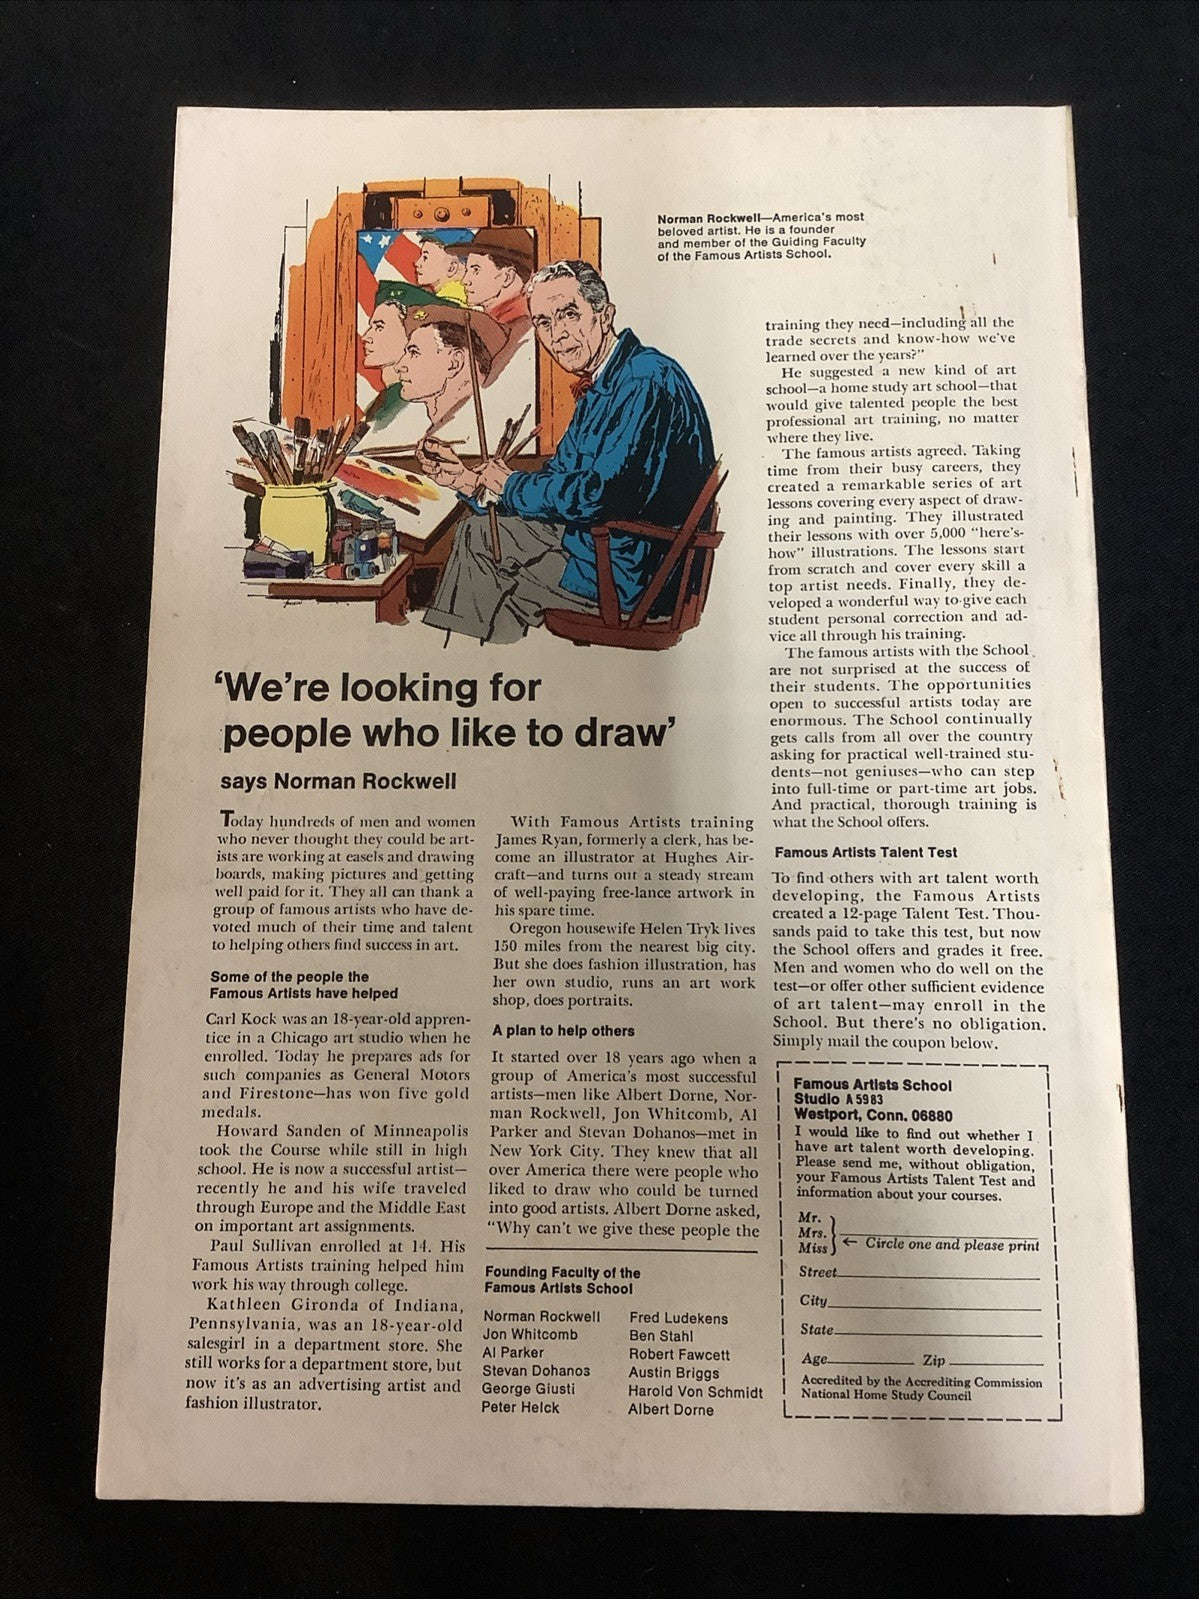 Norman Rockwell—America's most
beloved artist. He is a founder
and member of the Guiding Faculty
of the Famous Artists School.
'We're looking for
people who like to draw'
says Norman Rockwell
Today hundreds of men and women
who never thought they could be art-
ists are working at easels and drawing
boards, making pictures and getting
well paid for it. They all can thank a
group of famous artists who have de-
voted much of their time and talent
to helping others find success in art.
Some of the people the
Famous Artists have helped
Carl Kock was an 18-year-old appren-
tice in a Chicago art studio when he
enrolled. Today he prepares ads for
such companies as General Motors
and Firestone—has won five gold
medals.
Howard Sanden of Minneapolis
took the Course while still in high
school. He is now a successful artist—
recently he and his wife traveled
through Europe and the Middle East
on important art assignments.
Paul Sullivan enrolled at 14. His
Famous Artists training helped him
work his way through college.
Kathleen Gironda of Indiana,
Pennsylvania, was an 18-year-old
salesgirl in a department store. She
still works for a department store, but
now it's as an advertising artist and
fashion illustrator.
With Famous Artists training
James Ryan, formerly a clerk, has be-
come an illustrator at Hughes Air-
craft—and turns out a steady stream
of well-paying free-lance artwork in
his spare time.
Oregon housewife Helen Tryk lives
150 miles from the nearest big city.
But she does fashion illustration, has
her own studio, runs an art work
shop, does portraits.
A plan to help others
It started over 18 years ago when a
group of America's most successful
artists—men like Albert Dorne, Nor-
man Rockwell, Jon Whitcomb, Al
Parker and Stevan Dohanos—met in
New York City. They knew that all
over America there were people who
liked to draw who could be turned
into good artists. Albert Dorne asked,
"Why can't we give these people the
training they need—including all the
trade secrets and know-how we've
learned over the years?"
He suggested a new kind of art
school—a home study art school—that
would give talented people the best
professional art training, no matter
where they live.
The famous artists agreed. Taking
time from their busy careers, they
created a remarkable series of art
lessons covering every aspect of draw-
ing and painting. They illustrated
their lessons with over 5,000 "here's-
how" illustrations. The lessons start
from scratch and cover every skill a
top artist needs. Finally, they de-
veloped a wonderful way to give each
student personal correction and ad-
vice all through his training.
The famous artists with the School
are not surprised at the success of
their students. The opportunities
open to successful artists today are
enormous. The School continually
gets calls from all over the country
asking for practical well-trained stu-
dents—not geniuses—who can step
into full-time or part-time art jobs.
And practical, thorough training is
what the School offers.
Famous Artists Talent Test
To find others with art talent worth
developing, the Famous Artists
created a 12-page Talent Test. Thou-
sands paid to take this test, but now
the School offers and grades it free.
Men and women who do well on the
test—or offer other sufficient evidence
of art talent—may enroll in the
School. But there's no obligation.
Simply mail the coupon below.
Founding Faculty of the
Famous Artists School
Norman Rockwell
Jon Whitcomb
Al Parker
Stevan Dohanos
George Giusti
Peter Helck
Fred Ludekens
Ben Stahl
Robert Fawcett
Austin Briggs
Harold Von Schmidt
Albert Dorne
Famous Artists School
Studio A5983
Westport, Conn. 06880
I would like to find out whether I
have art talent worth developing.
Please send me, without obligation,
your Famous Artists Talent Test and
information about your courses.
Mr.
Mrs.
Miss
← Circle one and please print
Street
City
State
Age Zip
Accredited by the Accrediting Commission
National Home Study Council